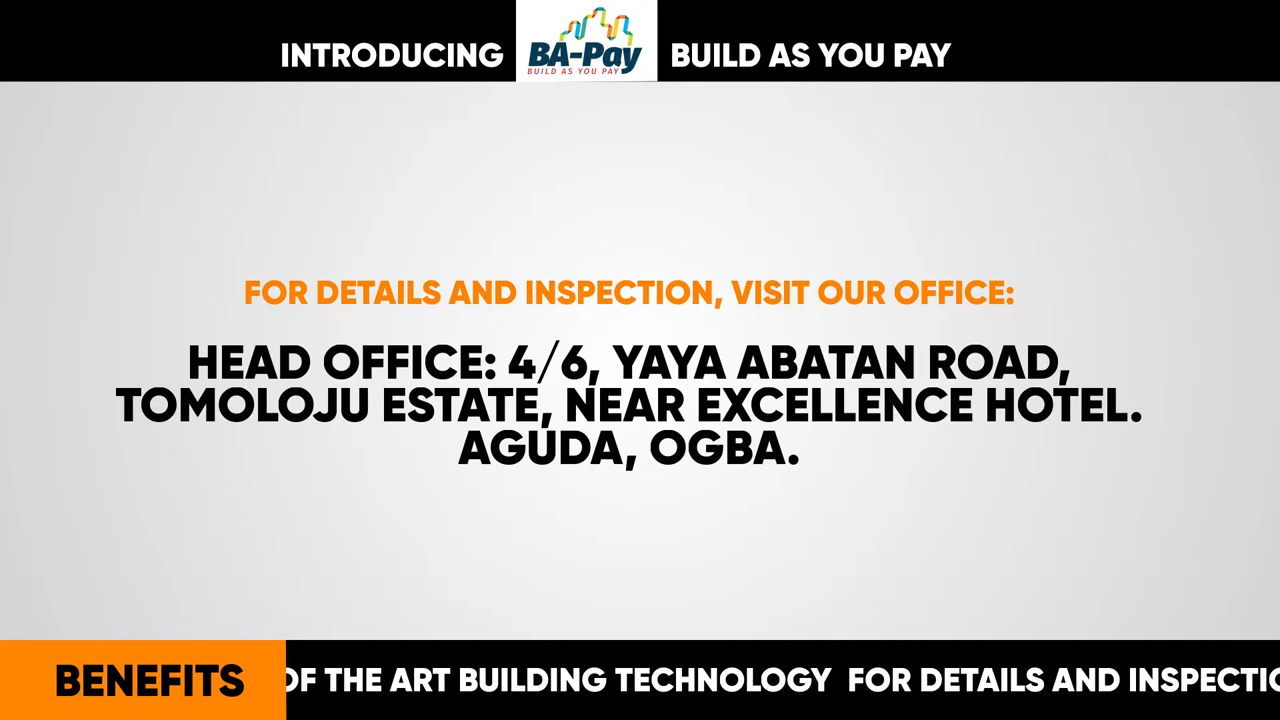 INTRODUCING BA-Pay BUILD AS YOU PAY
BUILD AS YOU PAY
FOR DETAILS AND INSPECTION, VISIT OUR OFFICE:
HEAD OFFICE: 4/6, YAYA ABATAN ROAD,
TOMOLOJU ESTATE, NEAR EXCELLENCE HOTEL.
AGUDA, OGBA.
BENEFITS OF THE ART BUILDING TECHNOLOGY FOR DETAILS AND INSPECTIO